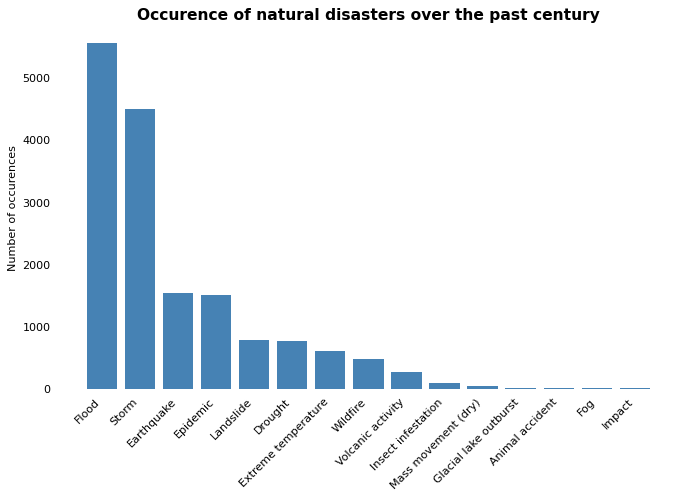 Occurence of natural disasters over the past century
Number of occurences
5000
4000
3000
2000
1000
0
Flood
Storm
Earthquake
Epidemic
Landslide
Drought
Extreme temperature
Wildfire
Volcanic activity
Insect infestation
Mass movement (dry)
Glacial lake outburst
Animal accident
Fog
Impact